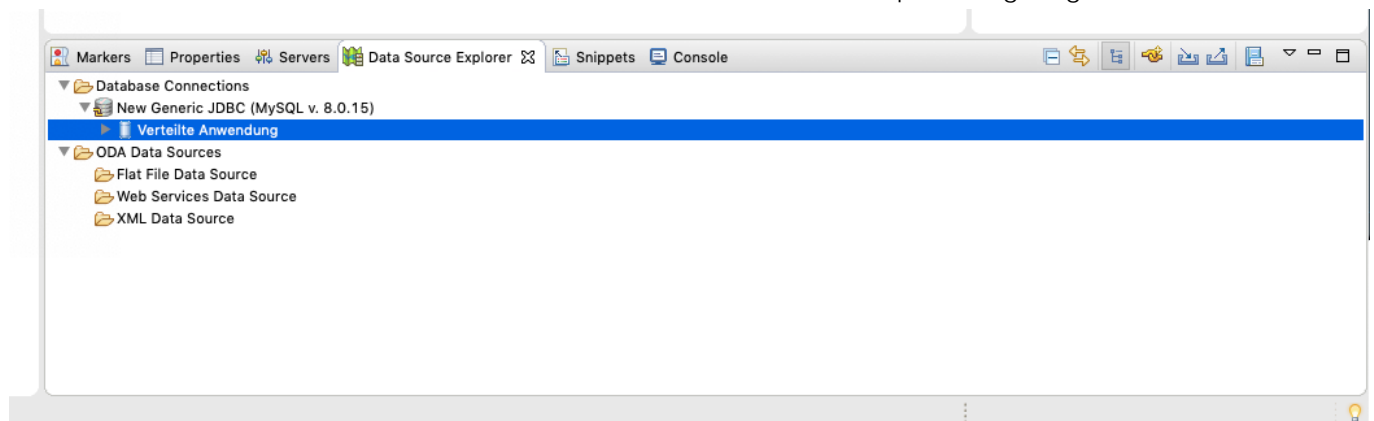 Markers Properties Servers Data Source Explorer Snippets Console
Database Connections
New Generic JDBC (MySQL v. 8.0.15)
Verteilte Anwendung
ODA Data Sources
Flat File Data Source
Web Services Data Source
XML Data Source